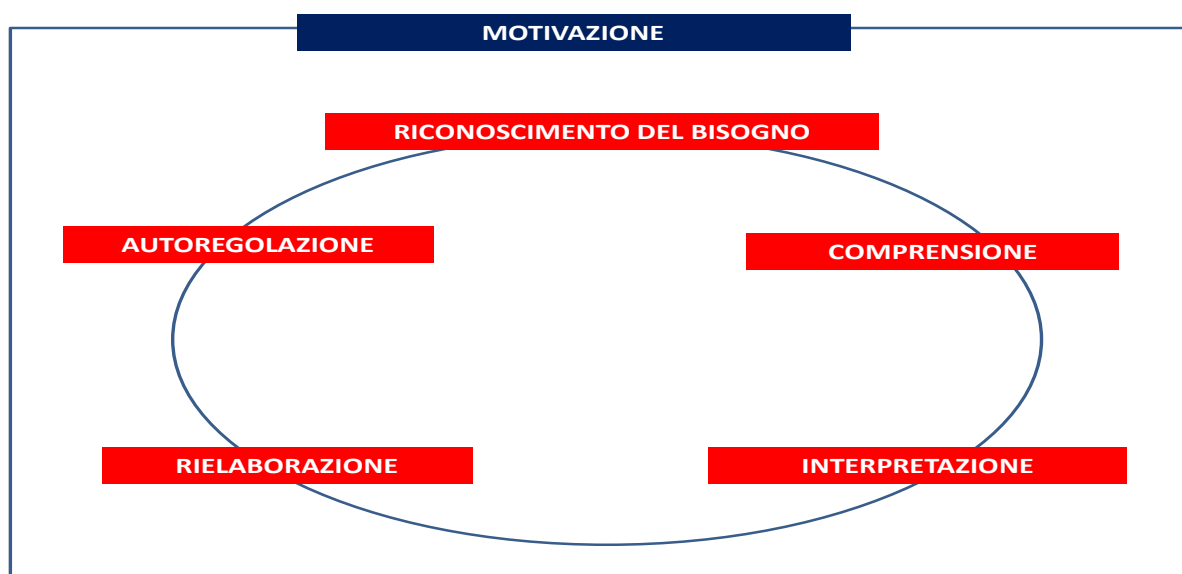 MOTIVAZIONE
RICONOSCIMENTO DEL BISOGNO
AUTOREGOLAZIONE
COMPRENSIONE
RIELABORAZIONE
INTERPRETAZIONE